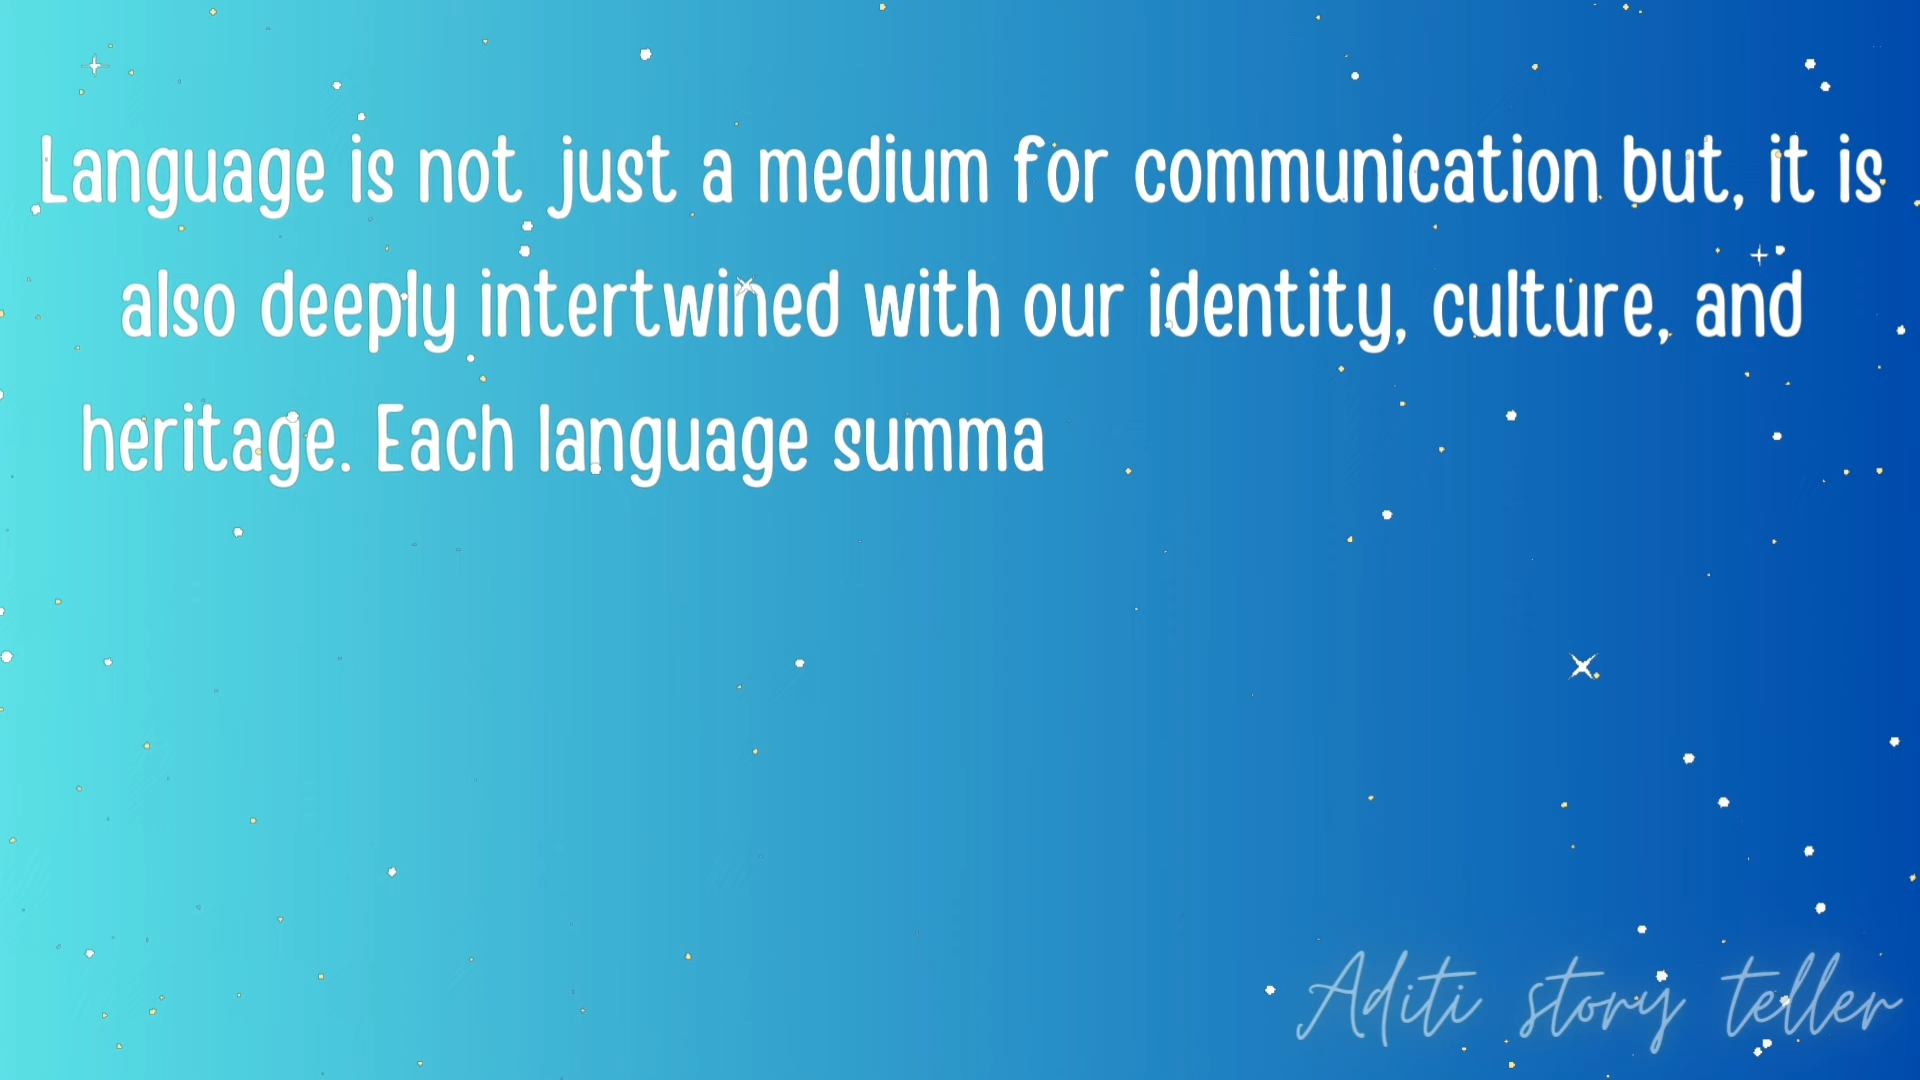 Language is not just a medium for communication but, it is
also deeply intertwined with our identity, culture, and
heritage. Each language summa
Aditi story teller